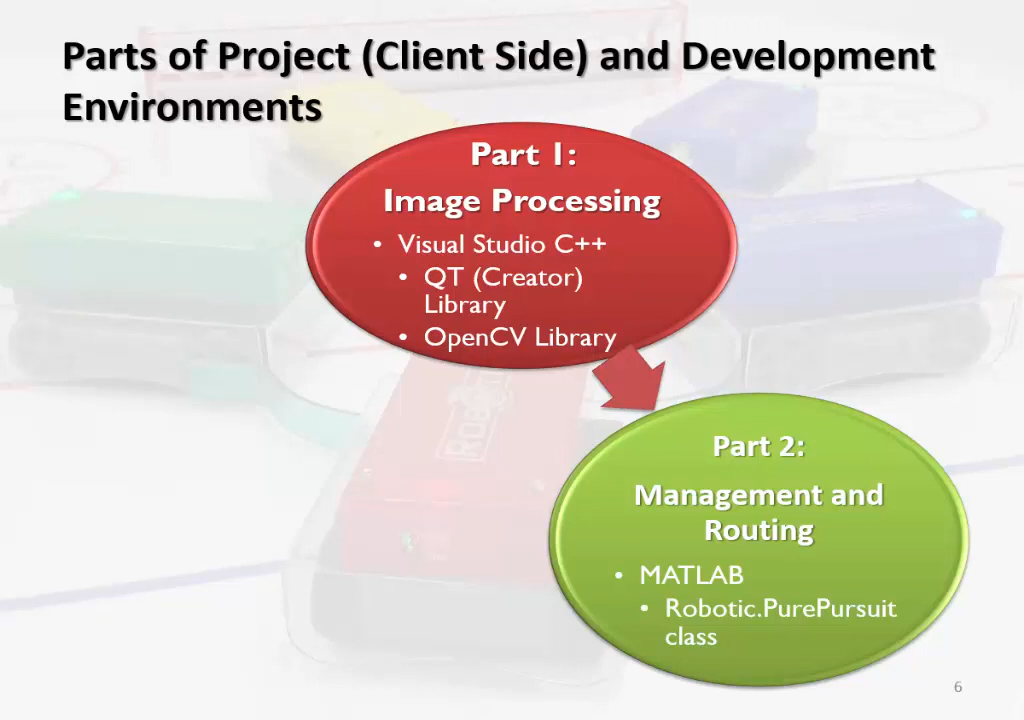 Parts of Project (Client Side) and Development
Environments
Part 1:
Image Processing
• Visual Studio C++
• QT (Creator)
Library
• OpenCV Library
Part 2:
Management and
Routing
• MATLAB
• Robotic.PurePursuit
class
6